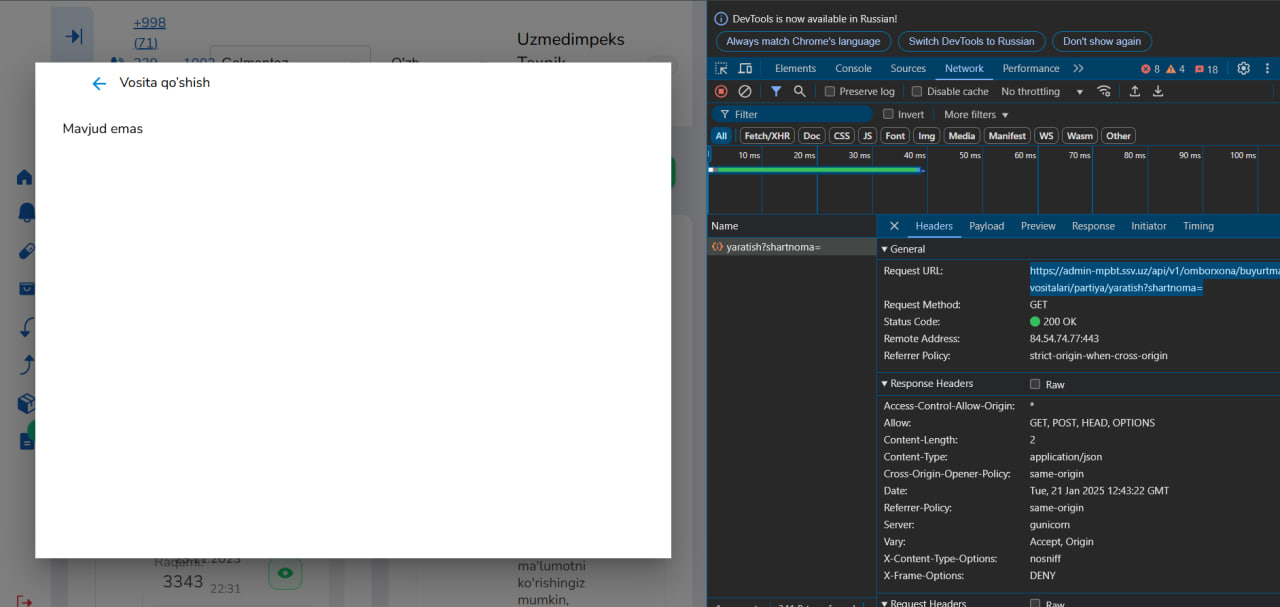 +998
(71)
Uzmedimpeks
Vosita qo'shish
Mavjud emas
3343
22:31
ma'lumotni
ko'rishingiz
mumkin,
DevTools is now available in Russian!
Always match Chrome's language
Switch DevTools to Russian
Don't show again
Elements
Console
Sources
Network
Performance
8
4
18
Preserve log
Disable cache
No throttling
Filter
Invert
More filters
All
Fetch/XHR
Doc
CSS
JS
Font
Img
Media
Manifest
WS
Wasm
Other
10 ms
20 ms
30 ms
40 ms
50 ms
60 ms
70 ms
80 ms
90 ms
100 ms
Name
yaratish?shartnoma=
Headers
Payload
Preview
Response
Initiator
Timing
General
Request URL:
https://admin-mpbt.ssv.uz/api/v1/omborxona/buyurtma
vositalari/partiya/yaratish?shartnoma=
Request Method:
GET
Status Code:
200 OK
Remote Address:
84.54.74.77:443
Referrer Policy:
strict-origin-when-cross-origin
Response Headers
Raw
Access-Control-Allow-Origin:
*
Allow:
GET, POST, HEAD, OPTIONS
Content-Length:
2
Content-Type:
application/json
Cross-Origin-Opener-Policy:
same-origin
Date:
Tue, 21 Jan 2025 12:43:22 GMT
Referrer-Policy:
same-origin
Server:
gunicorn
Vary:
Accept, Origin
X-Content-Type-Options:
nosniff
X-Frame-Options:
DENY
Request Headers
Raw